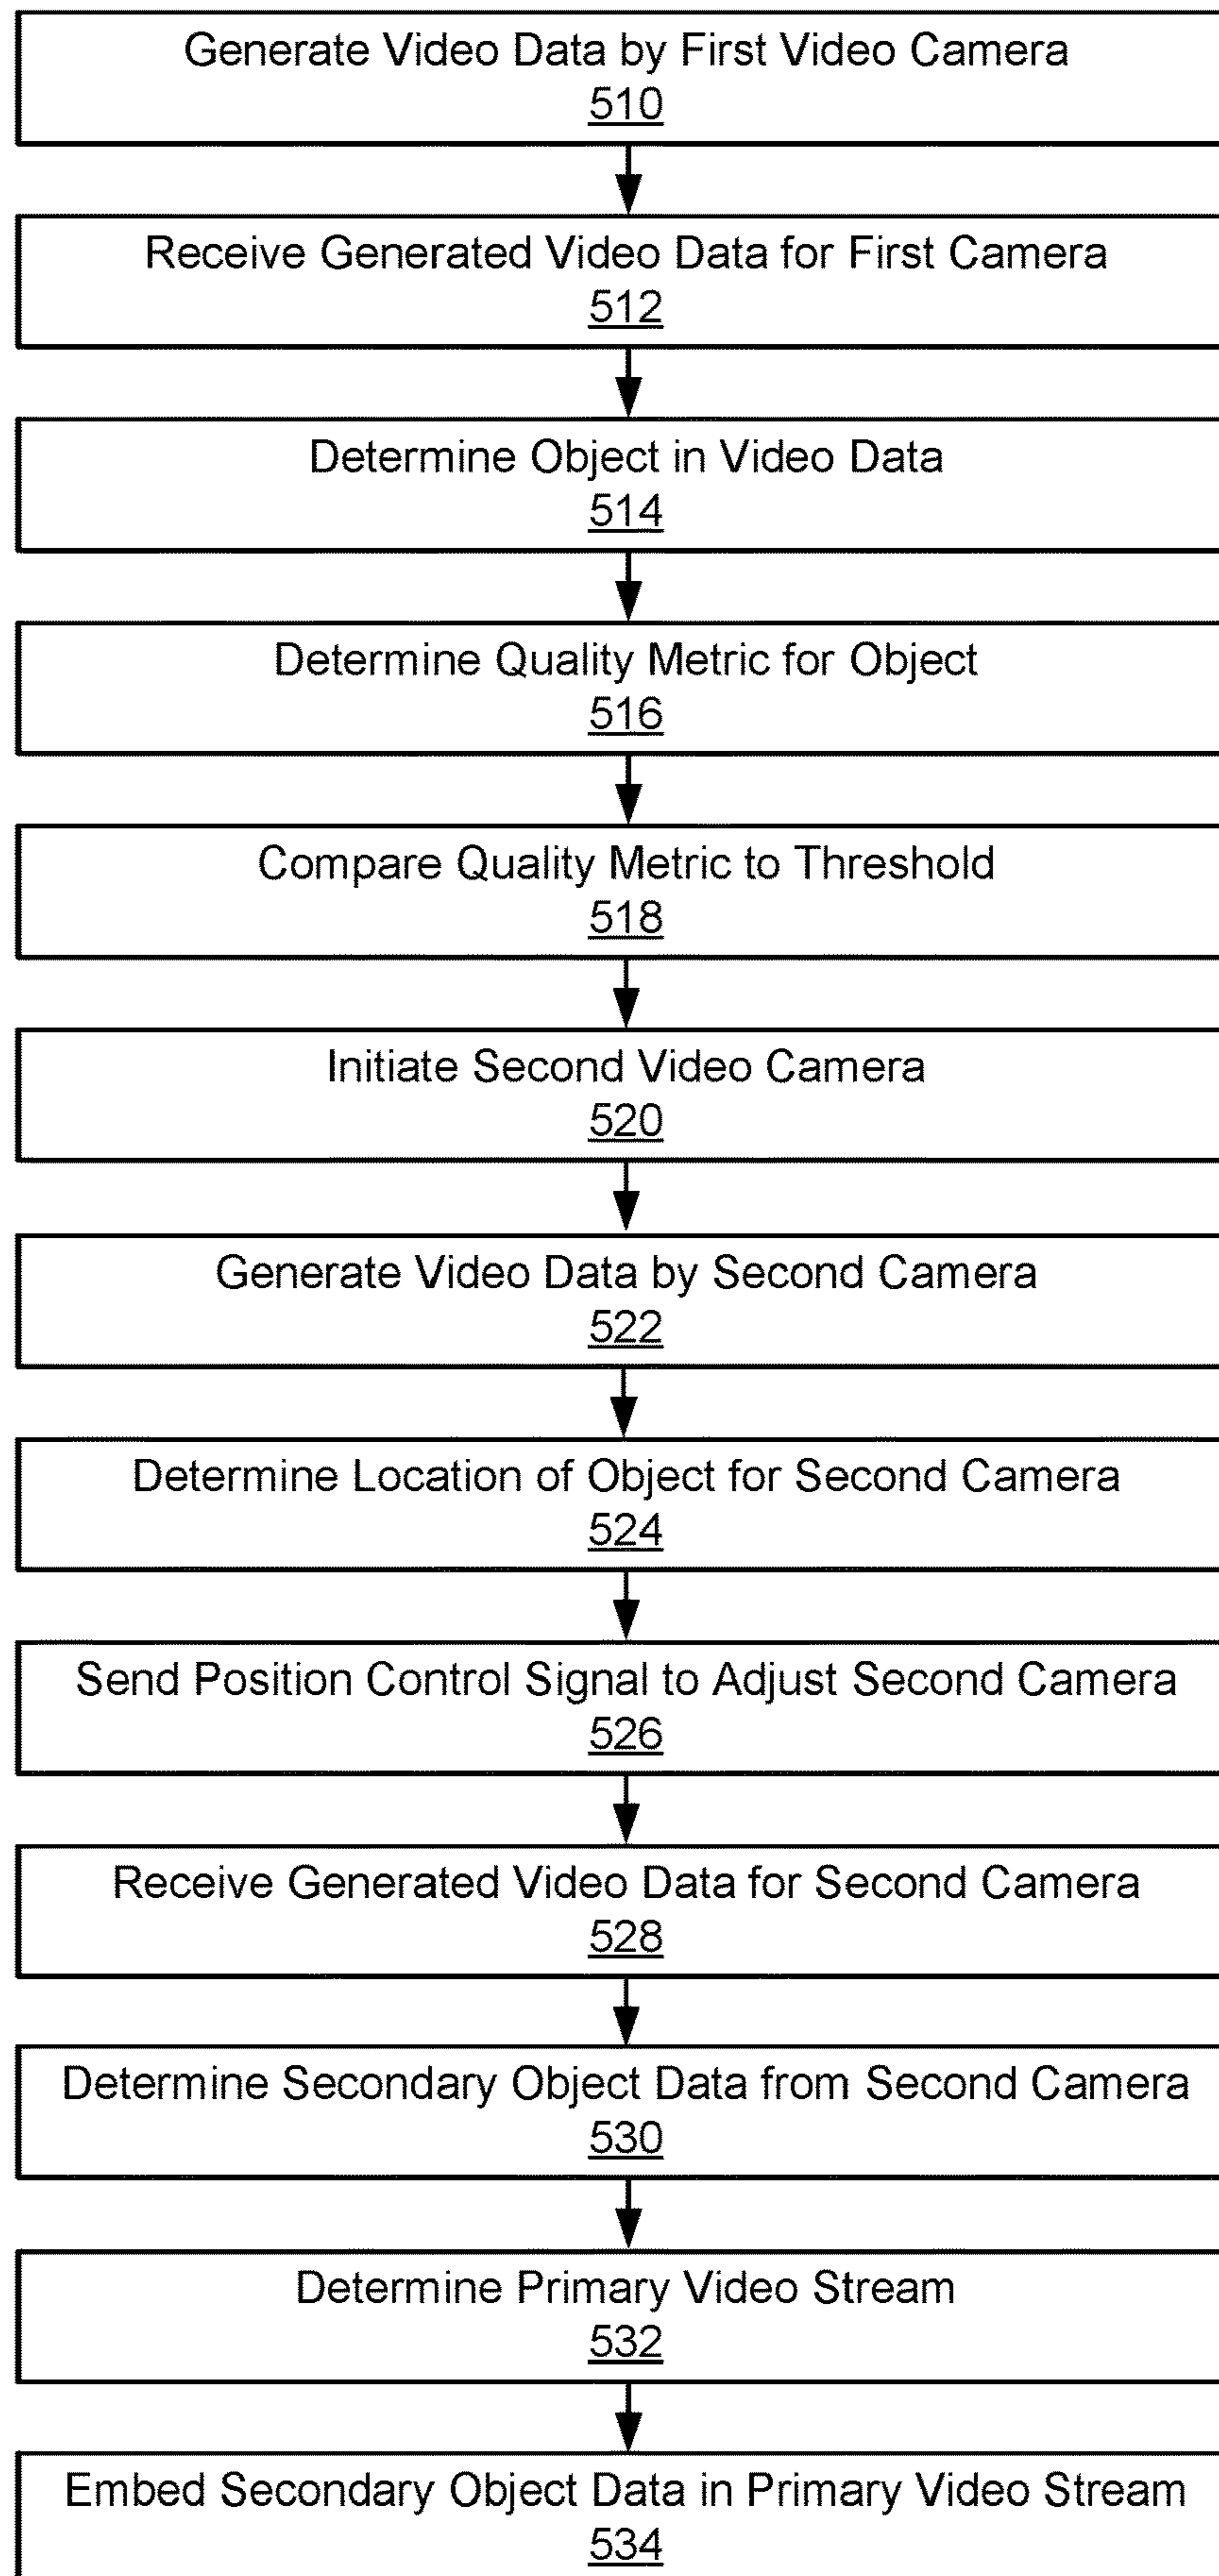 Generate Video Data by First Video Camera
510
Receive Generated Video Data for First Camera
512
Determine Object in Video Data
514
Determine Quality Metric for Object
516
Compare Quality Metric to Threshold
518
Initiate Second Video Camera
520
Generate Video Data by Second Camera
522
Determine Location of Object for Second Camera
524
Send Position Control Signal to Adjust Second Camera
526
Receive Generated Video Data for Second Camera
528
Determine Secondary Object Data from Second Camera
530
Determine Primary Video Stream
532
Embed Secondary Object Data in Primary Video Stream
534